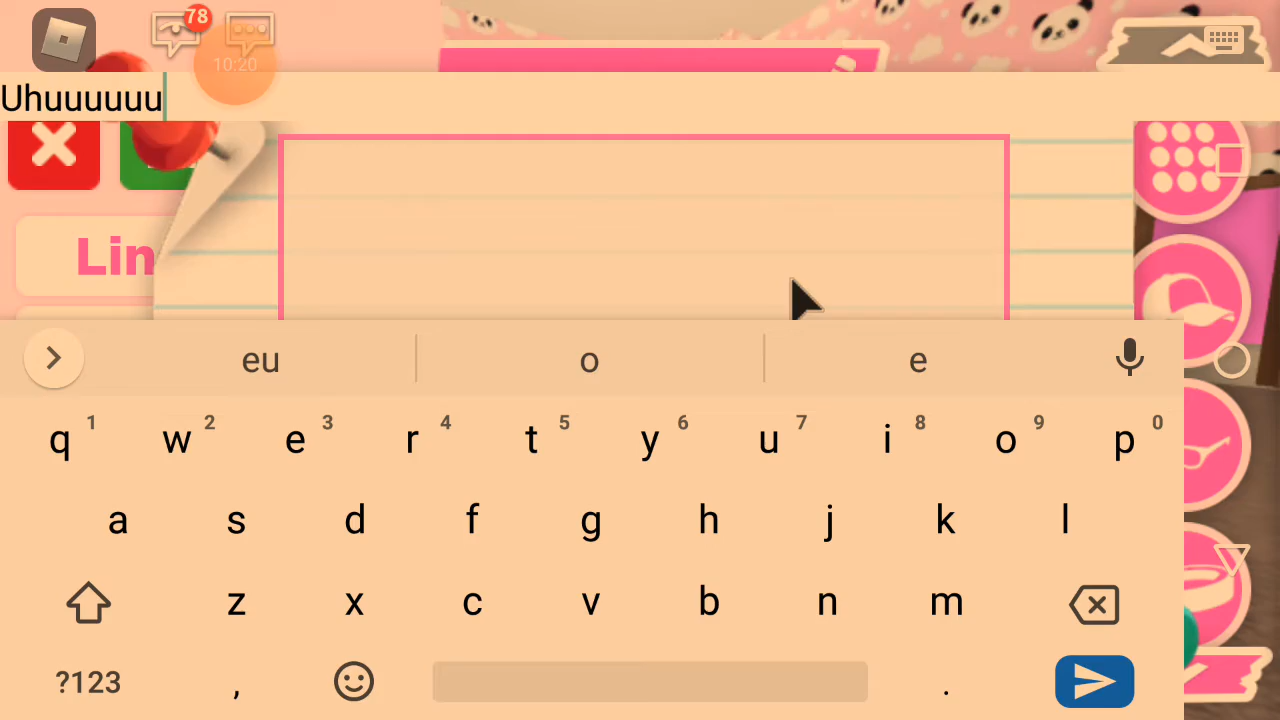 78
10:20
Uhuuuuuu
Lin
eu o e
q 1 w 2 e 3 r 4 t 5 y 6 u 7 i 8 o 9 p 0
a s d f g h j k l
z x c v b n m
?123 , .